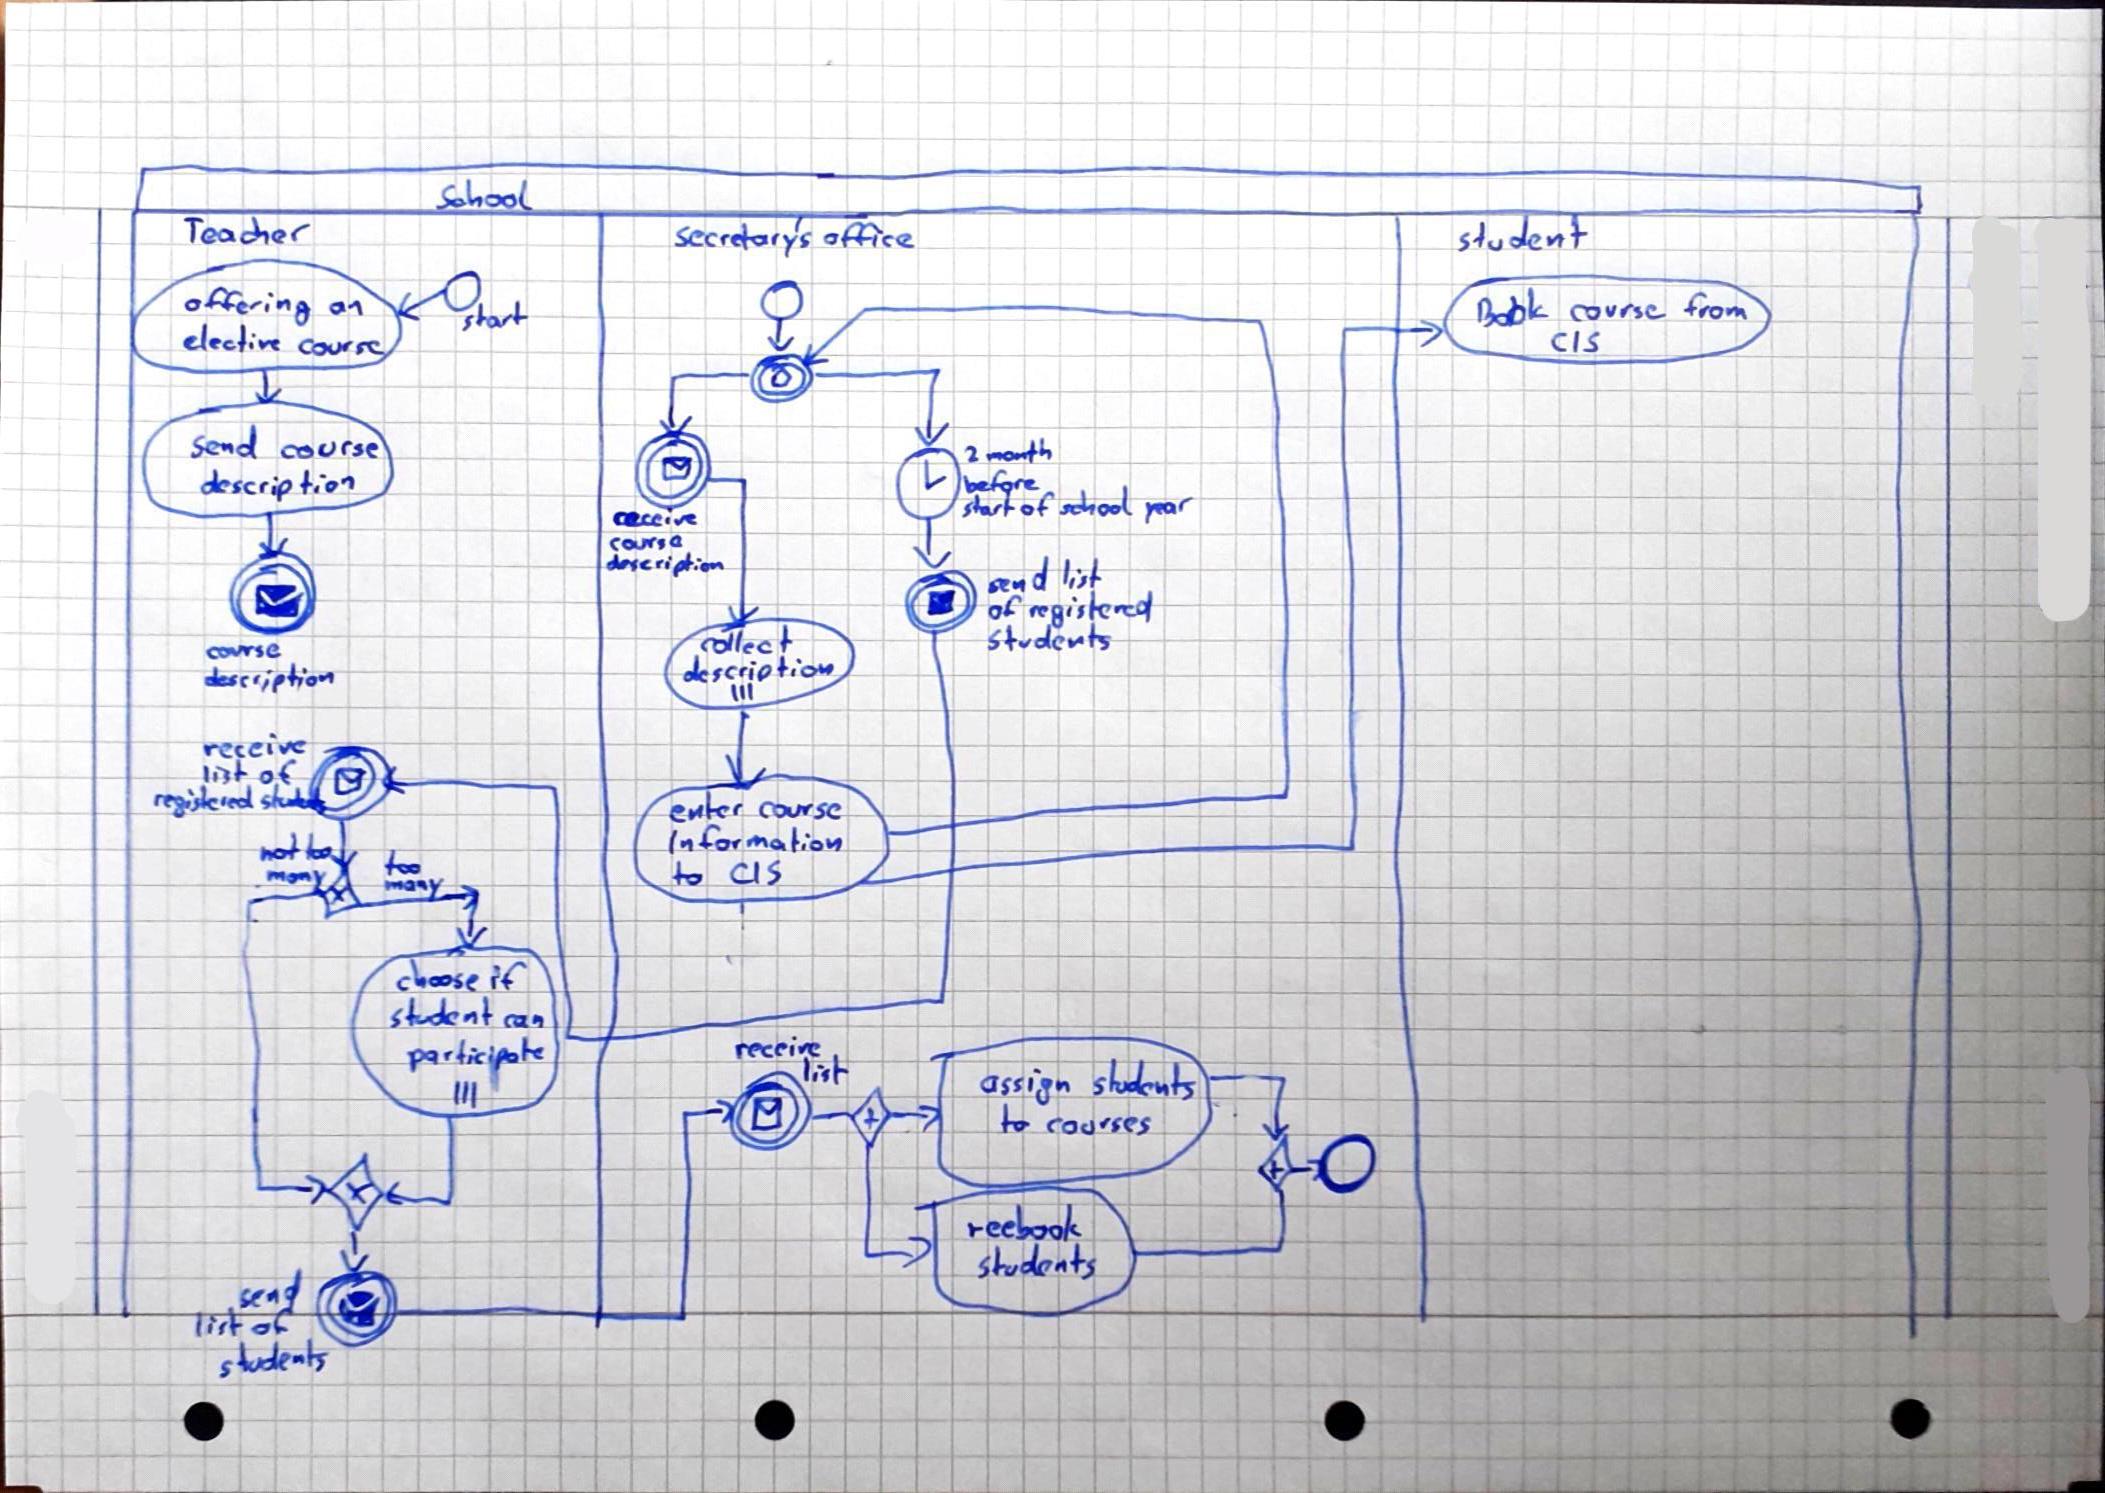 School
Teacher
offering an
elective course
start
send course
description
course
description
receive
list of
registered students
not too
many
too
many
choose if
student can
participate
III
send
list of
students
secretary's office
receive
course
description
2 month
before
start of school year
send list
of registered
students
collect
description
III
enter course
Information
to CIS
receive
list
assign students
to courses
reebook
students
student
Book course from
CIS